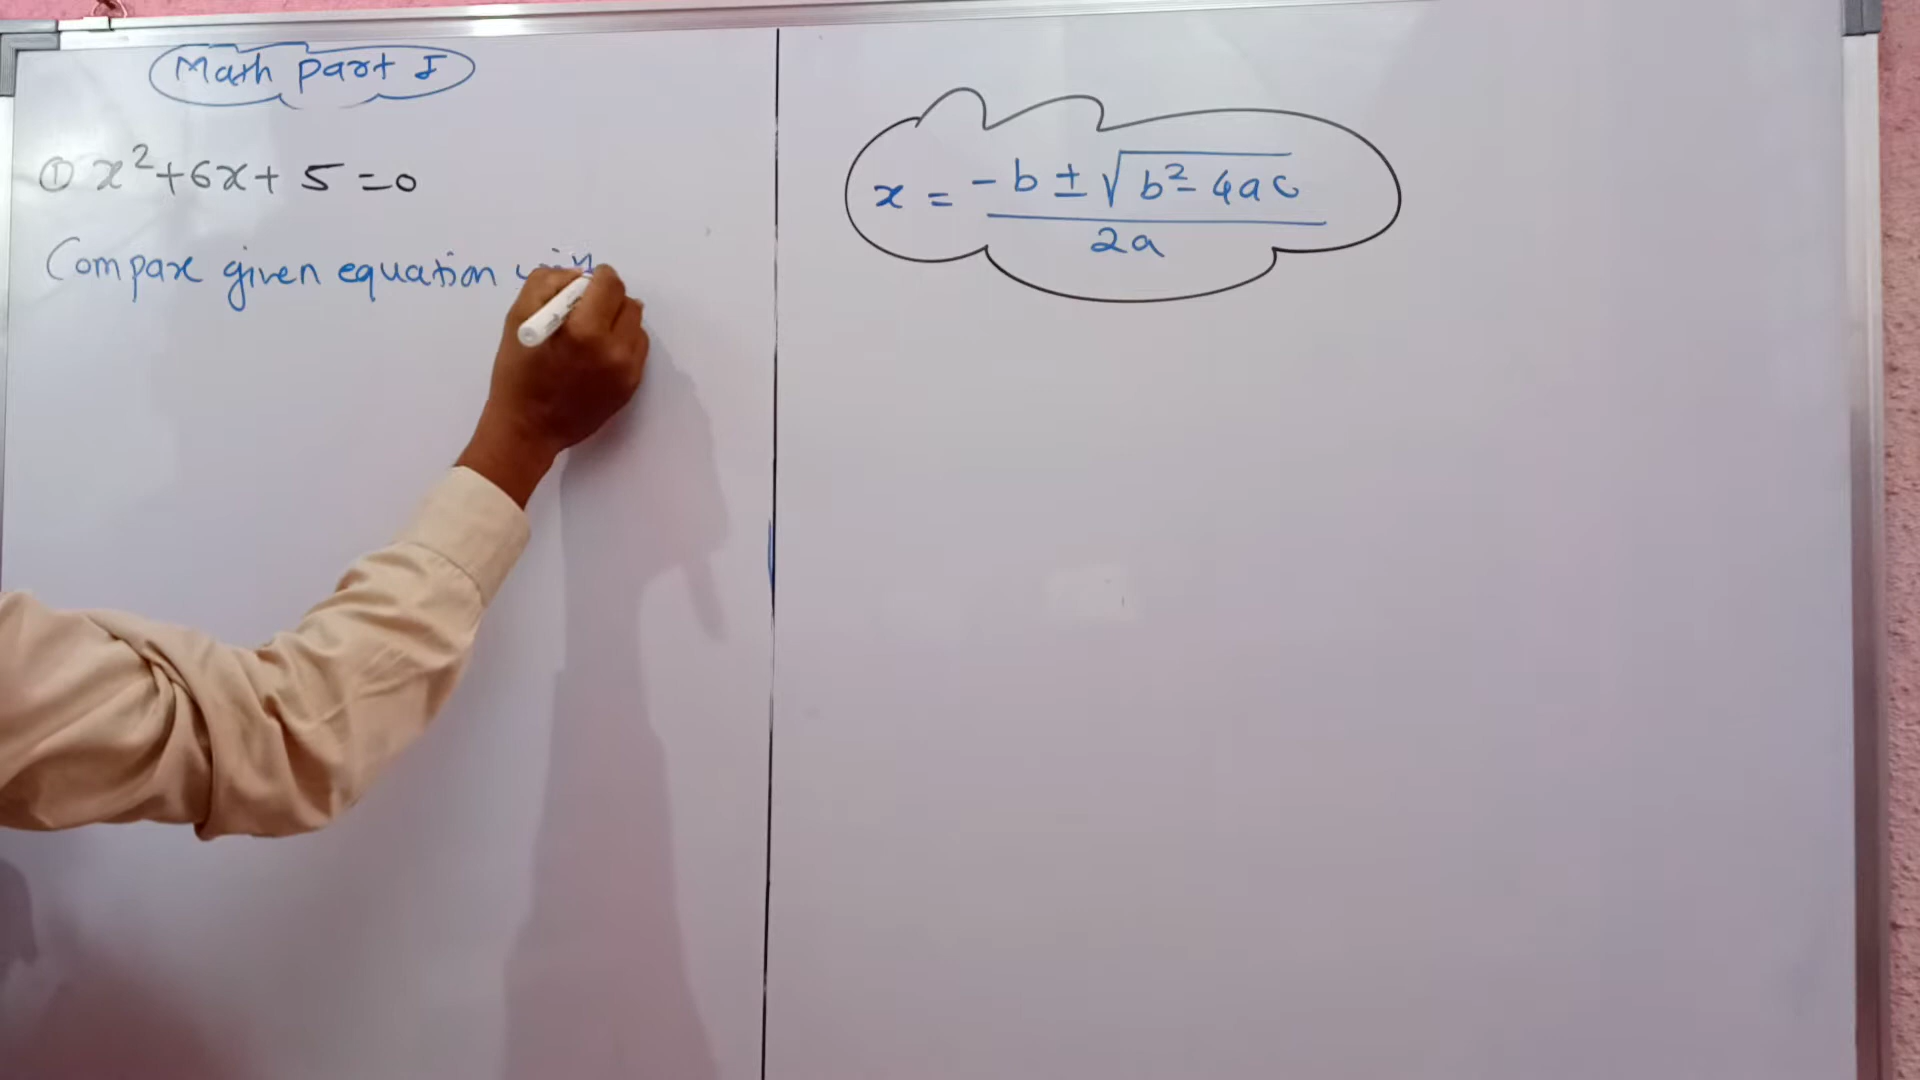 Math part I
① x²+6x+5=0
Compare given equation
x = -b ± √b²-4ac
2a